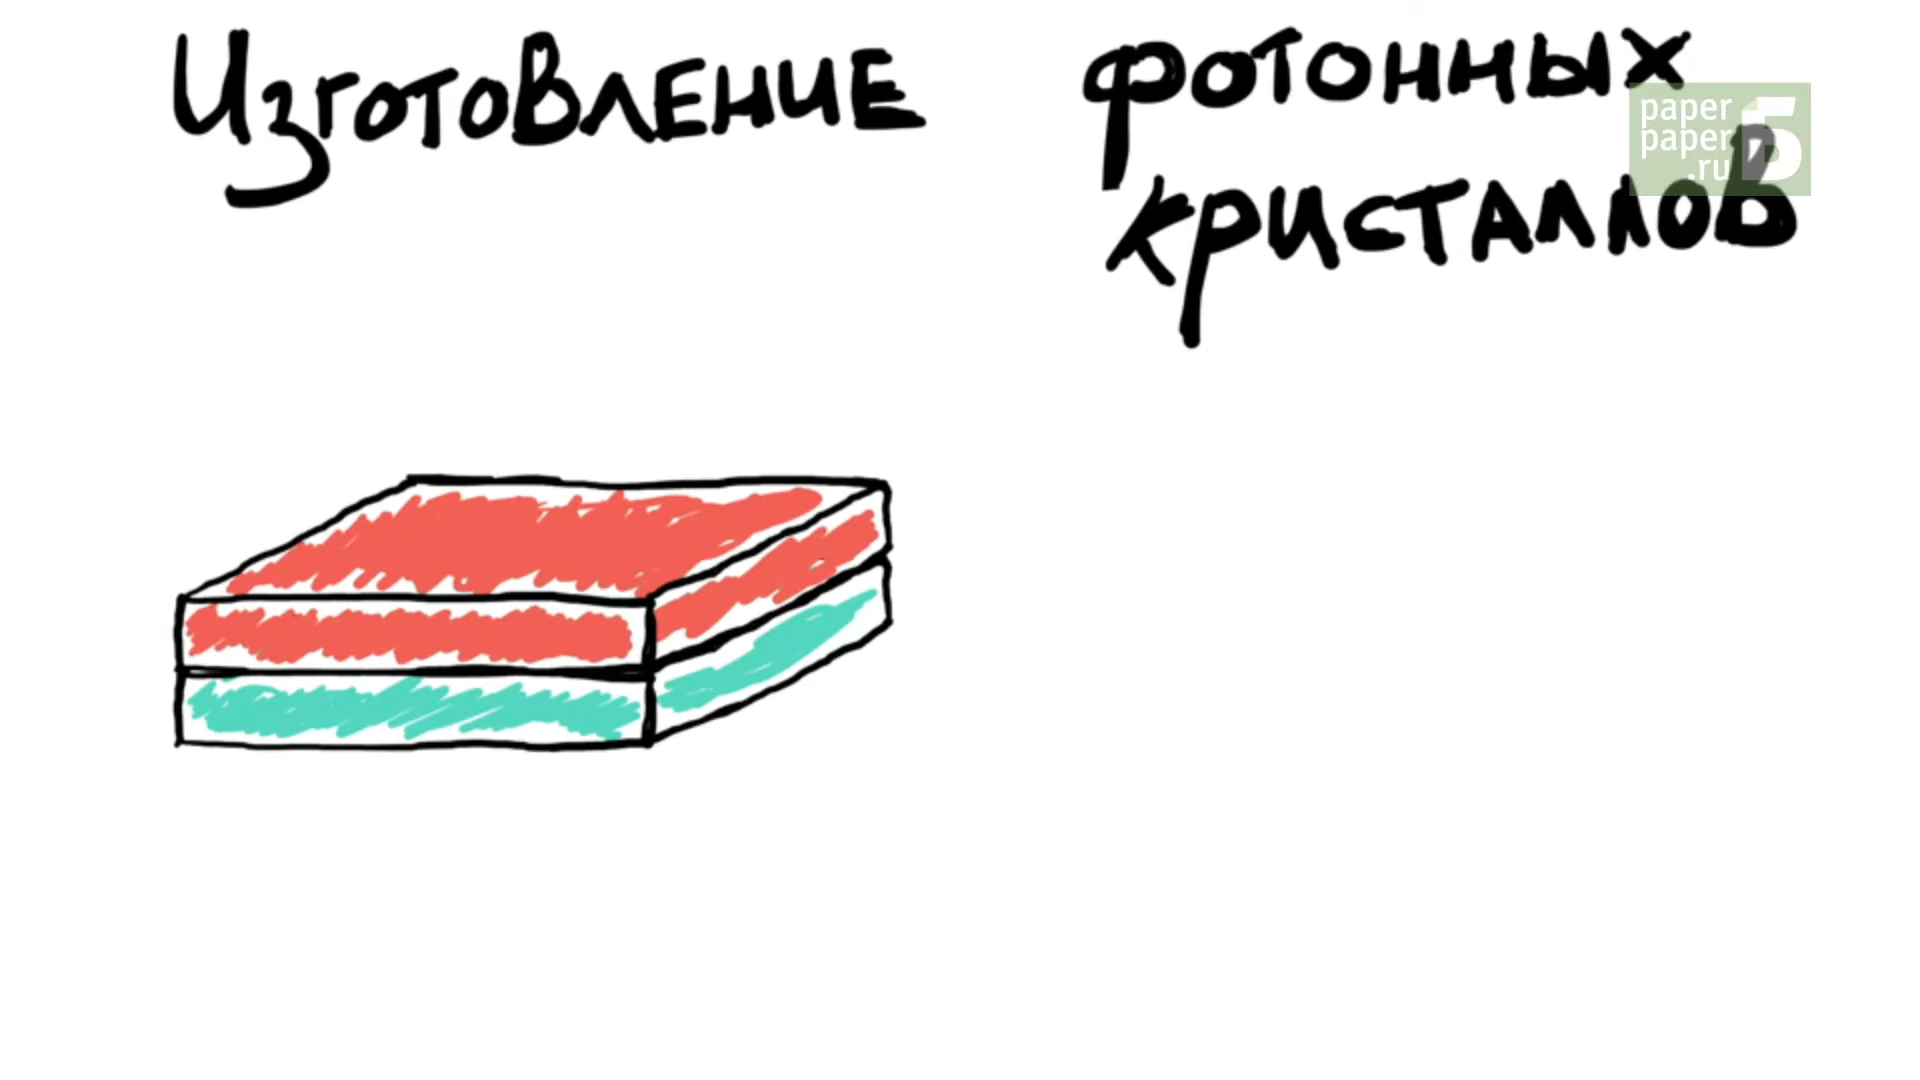 Изготовление фотонных
кристаллов
paper
paper
.ru
Б